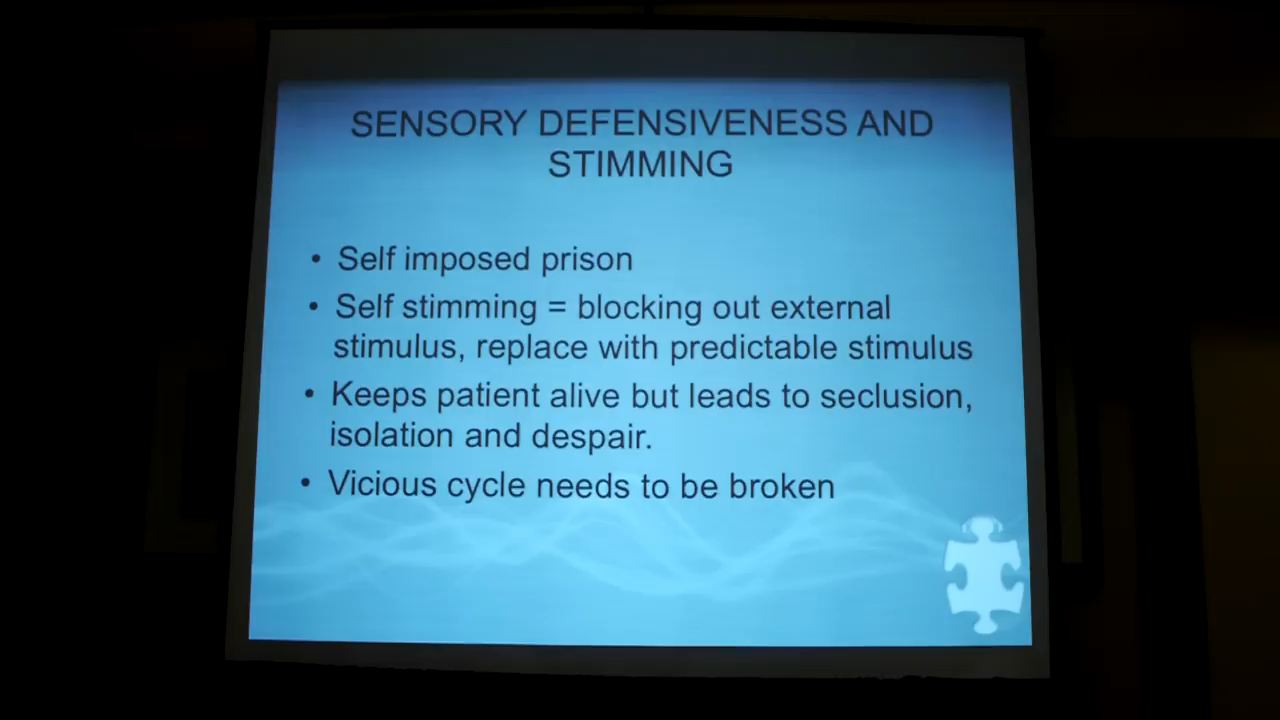 SENSORY DEFENSIVENESS AND
STIMMING
• Self imposed prison
• Self stimming = blocking out external
stimulus, replace with predictable stimulus
• Keeps patient alive but leads to seclusion,
isolation and despair.
• Vicious cycle needs to be broken